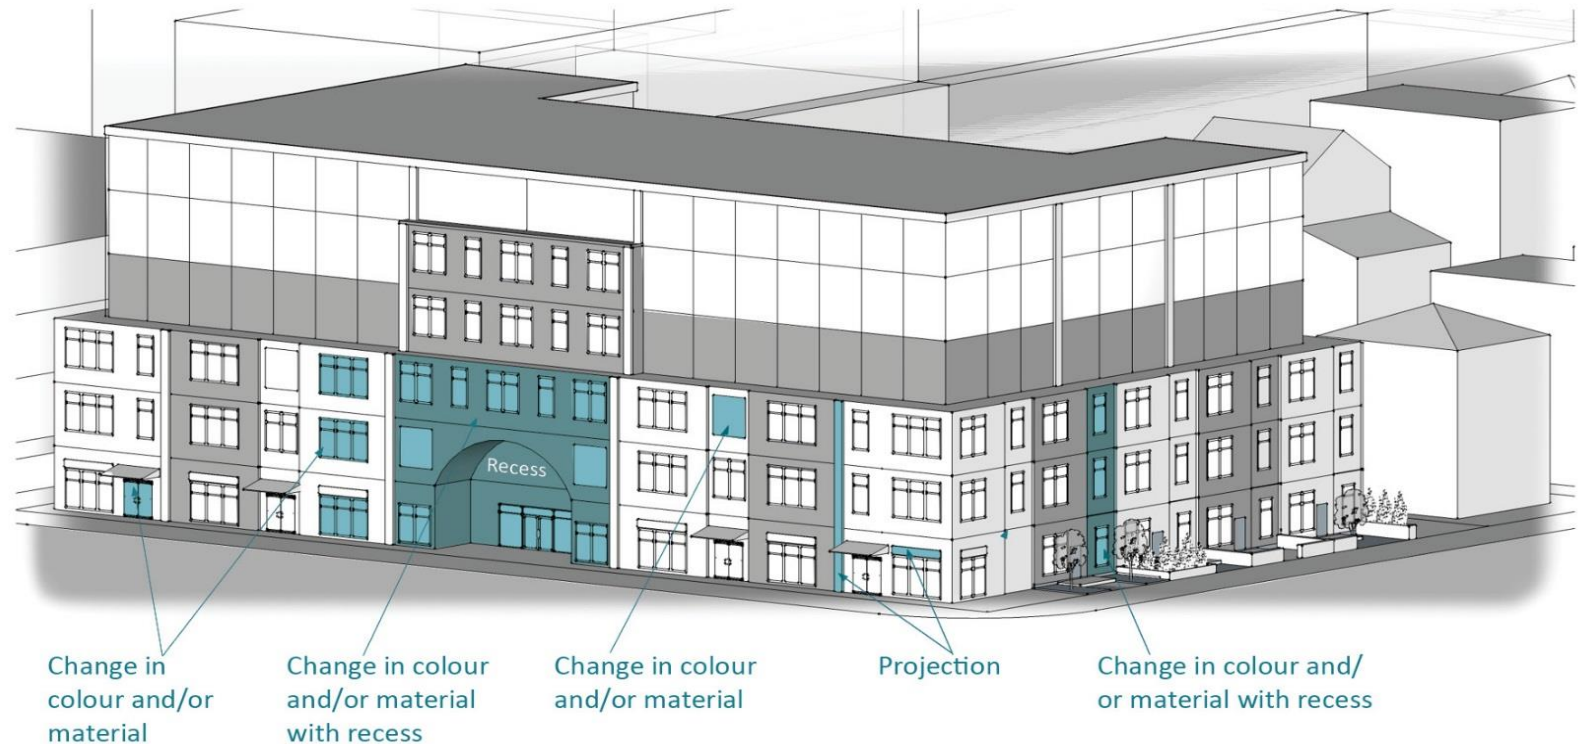 Recess
Change in
colour and/or
material
Change in colour
and/or material
with recess
Change in colour
and/or material
Projection
Change in colour and/
or material with recess